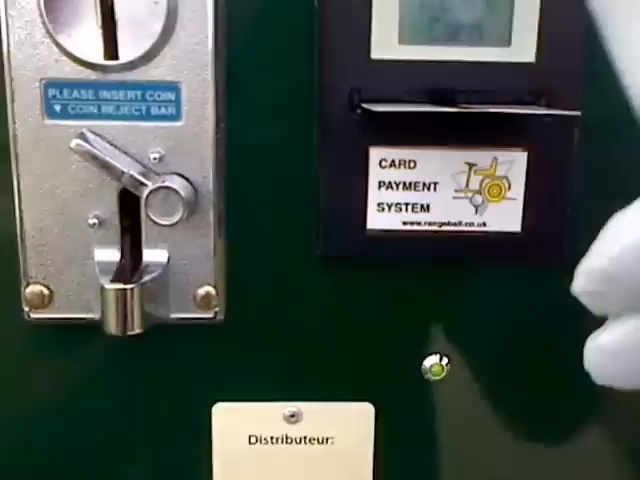 PLEASE INSERT COIN
▼ COIN REJECT BAR
CARD
PAYMENT
SYSTEM
www.rangeball.co.uk
Distributeur: